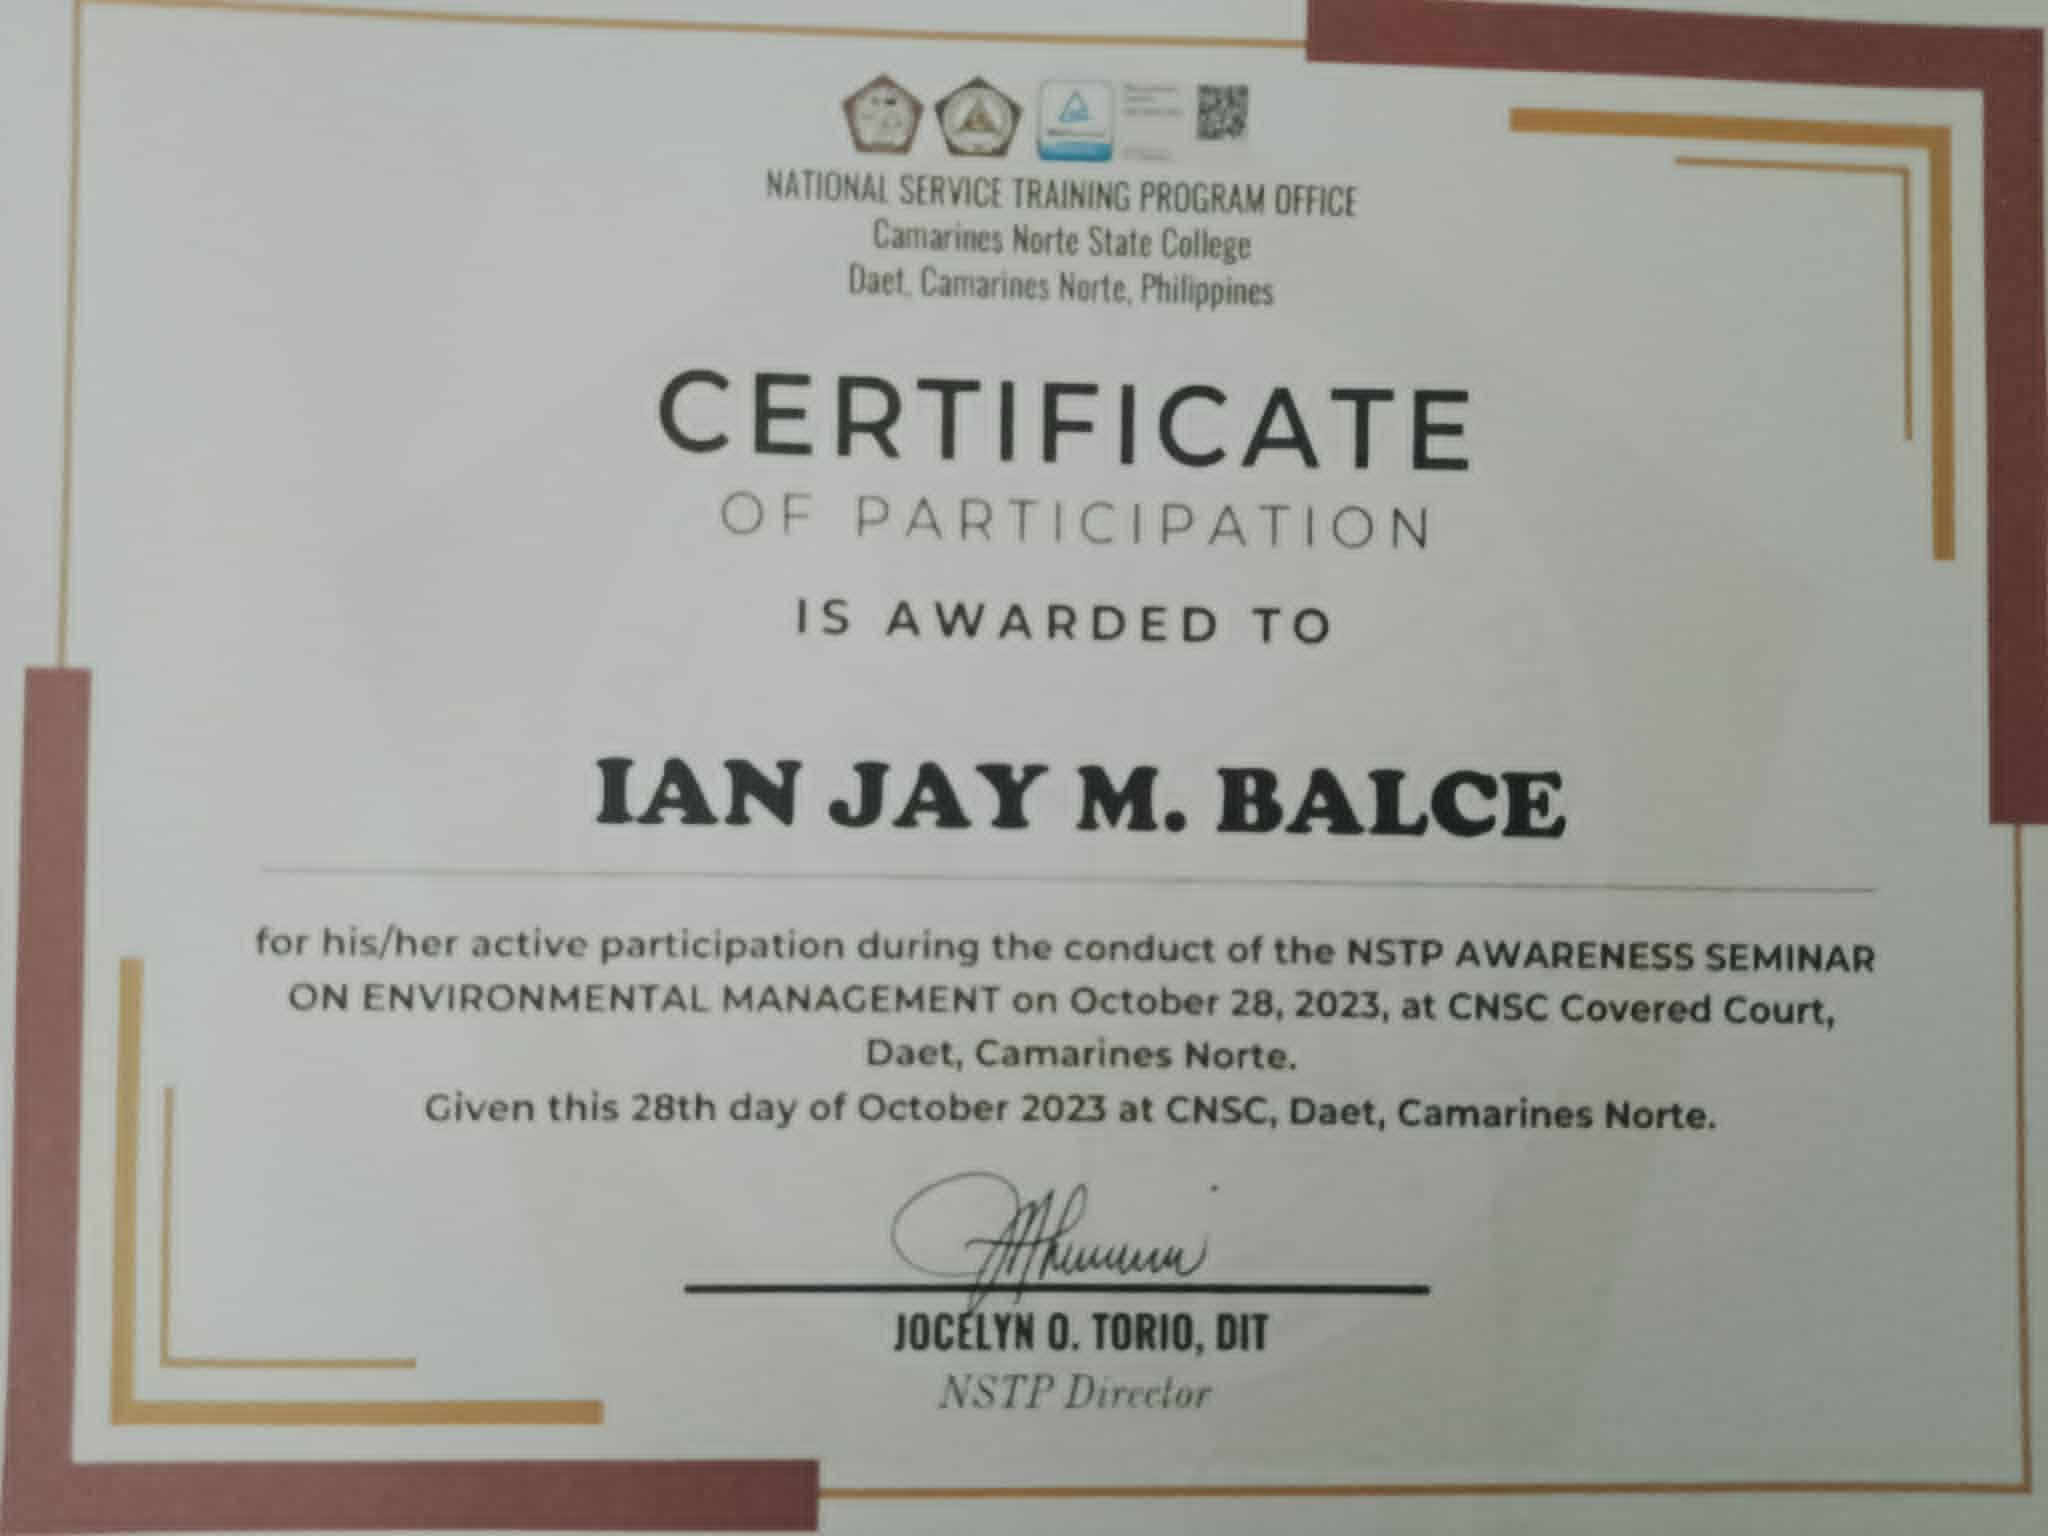 NATIONAL SERVICE TRAINING PROGRAM OFFICE
Camarines Norte State College
Daet, Camarines Norte, Philippines
CERTIFICATE
OF PARTICIPATION
IS AWARDED TO
IAN JAY M. BALCE
for his/her active participation during the conduct of the NSTP AWARENESS SEMINAR
ON ENVIRONMENTAL MANAGEMENT on October 28, 2023, at CNSC Covered Court,
Daet, Camarines Norte.
Given this 28th day of October 2023 at CNSC, Daet, Camarines Norte.
JOCELYN O. TORIO, DIT
NSTP Director